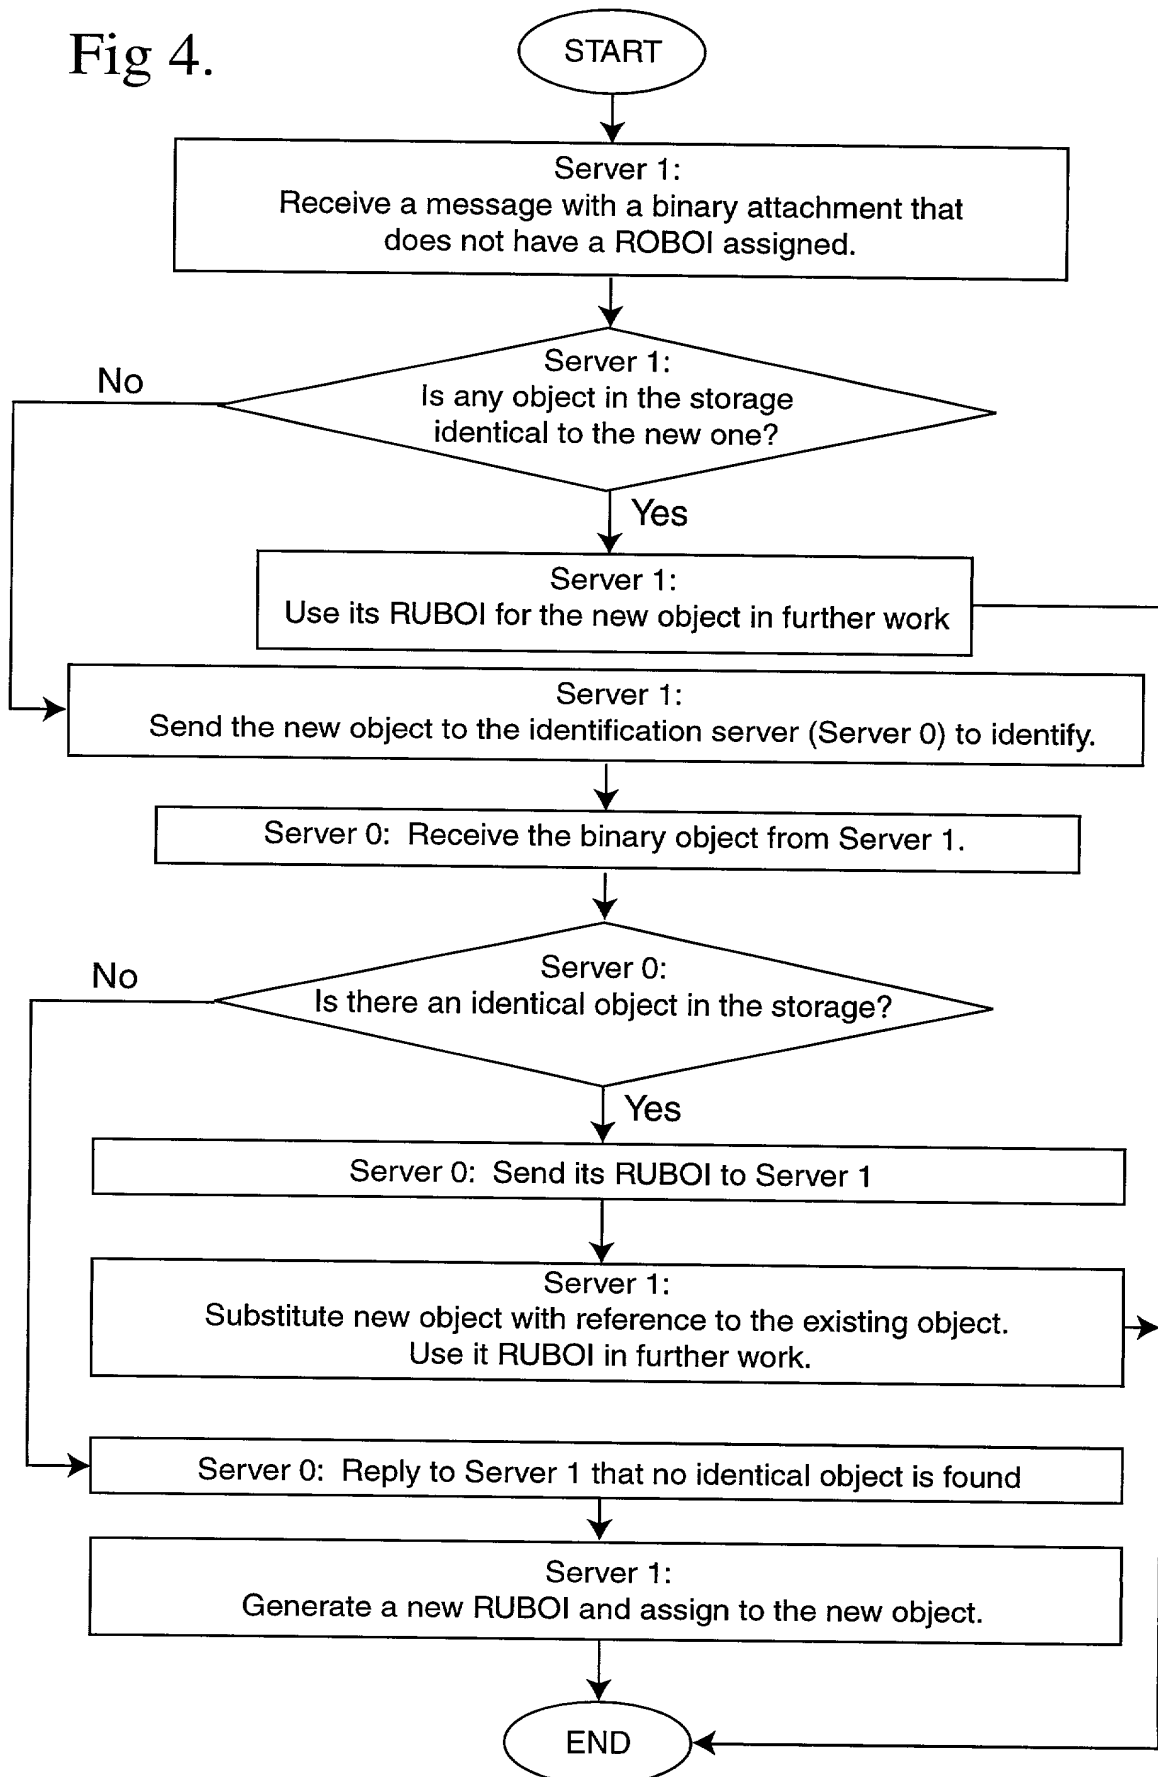 Fig 4.
START
Server 1:
Receive a message with a binary attachment that
does not have a ROBOI assigned.
Server 1:
Is any object in the storage
identical to the new one?
No
Yes
Server 1:
Use its RUBOI for the new object in further work
Server 1:
Send the new object to the identification server (Server 0) to identify.
Server 0: Receive the binary object from Server 1.
Server 0:
Is there an identical object in the storage?
No
Yes
Server 0: Send its RUBOI to Server 1
Server 1:
Substitute new object with reference to the existing object.
Use it RUBOI in further work.
Server 0: Reply to Server 1 that no identical object is found
Server 1:
Generate a new RUBOI and assign to the new object.
END